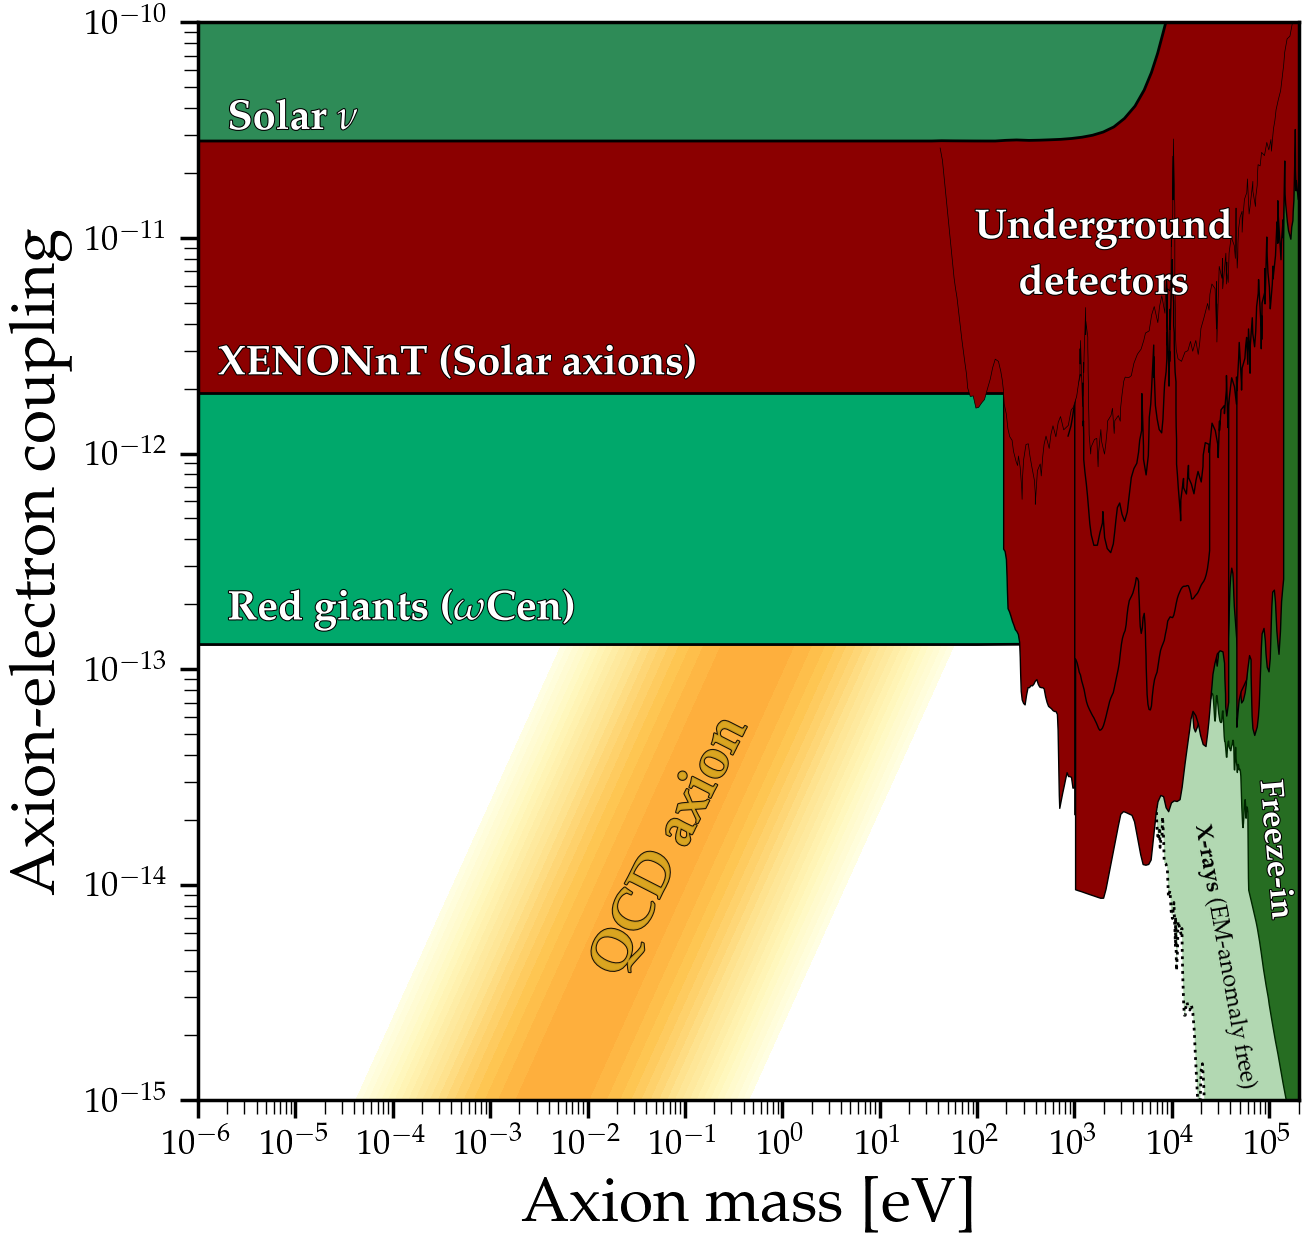 Axion-electron coupling
10⁻¹⁰
10⁻¹¹
10⁻¹²
10⁻¹³
10⁻¹⁴
10⁻¹⁵
Solar ν
Underground
detectors
XENONnT (Solar axions)
Red giants (ωCen)
QCD axion
X-rays (EM-anomaly free)
Freeze-in
10⁻⁶ 10⁻⁵ 10⁻⁴ 10⁻³ 10⁻² 10⁻¹ 10⁰ 10¹ 10² 10³ 10⁴ 10⁵
Axion mass [eV]